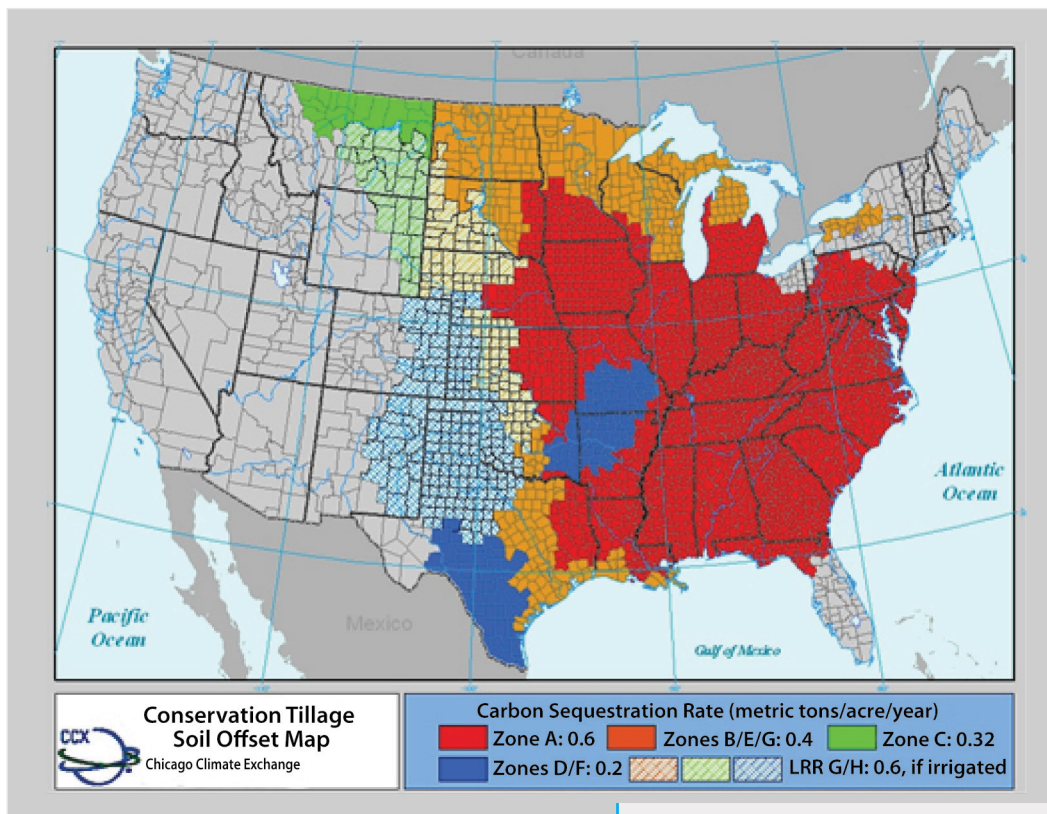 Canada
Atlantic
Ocean
Pacific
Ocean
Mexico
Gulf of Mexico
CCX
Conservation Tillage
Soil Offset Map
Chicago Climate Exchange
Carbon Sequestration Rate (metric tons/acre/year)
Zone A: 0.6
Zones B/E/G: 0.4
Zone C: 0.32
Zones D/F: 0.2
LRR G/H: 0.6, if irrigated